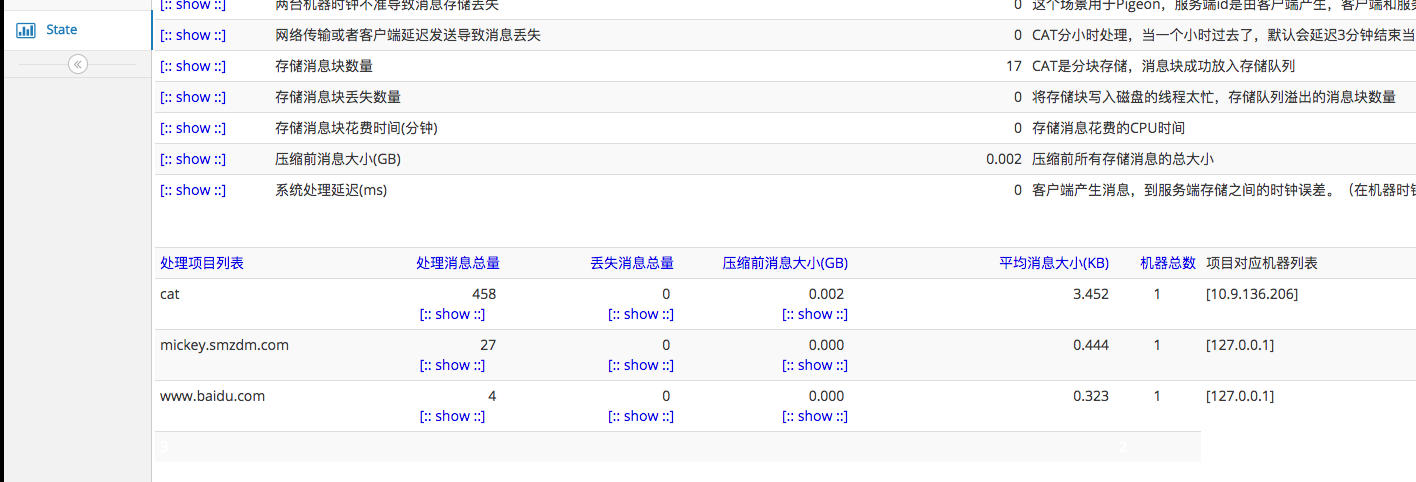 [:: show ::] 两台机器时钟不准导致消息存储丢失 0 这个场景用于Pigeon，服务端id是由客户端产生，客户端和服务
State
[:: show ::] 网络传输或者客户端延迟发送导致消息丢失 0 CAT分小时处理，当一个小时过去了，默认会延迟3分钟结束当
[:: show ::] 存储消息块数量 17 CAT是分块存储，消息块成功放入存储队列
[:: show ::] 存储消息块丢失数量 0 将存储块写入磁盘的线程太忙，存储队列溢出的消息块数量
[:: show ::] 存储消息块花费时间(分钟) 0 存储消息花费的CPU时间
[:: show ::] 压缩前消息大小(GB) 0.002 压缩前所有存储消息的总大小
[:: show ::] 系统处理延迟(ms) 0 客户端产生消息，到服务端存储之间的时钟误差。（在机器时钟
处理项目列表 处理消息总量 丢失消息总量 压缩前消息大小(GB) 平均消息大小(KB) 机器总数 项目对应机器列表
cat 458 0 0.002 3.452 1 [10.9.136.206]
[:: show ::] [:: show ::] [:: show ::]
mickey.smzdm.com 27 0 0.000 0.444 1 [127.0.0.1]
[:: show ::] [:: show ::] [:: show ::]
www.baidu.com 4 0 0.000 0.323 1 [127.0.0.1]
[:: show ::] [:: show ::] [:: show ::]
3 2